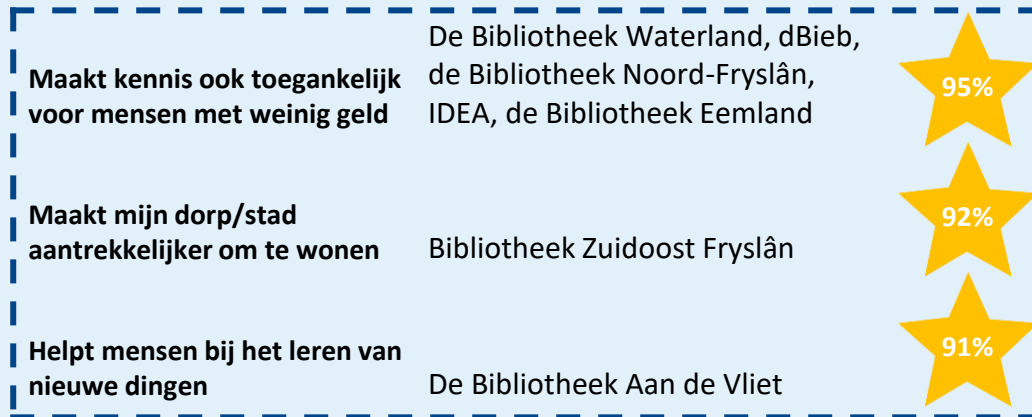 De Bibliotheek Waterland, dBieb,
Maakt kennis ook toegankelijk
de Bibliotheek Noord-Fryslân,
95%
voor mensen met weinig geld
IDEA, de Bibliotheek Eemland
Maakt mijn dorp/stad
92%
aantrekkelijker om te wonen
Bibliotheek Zuidoost Fryslân
Helpt mensen bij het leren van
91%
nieuwe dingen
De Bibliotheek Aan de Vliet